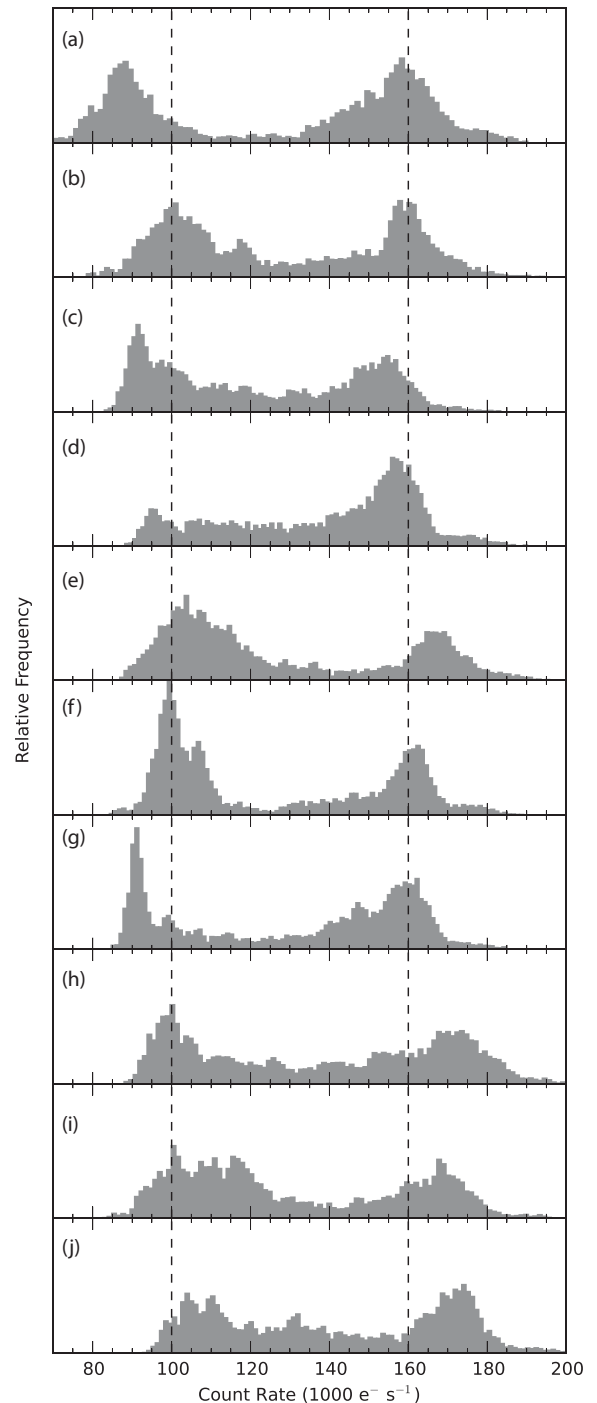 (a)
(b)
(c)
(d)
(e)
(f)
(g)
(h)
(i)
(j)
Relative Frequency
80 100 120 140 160 180 200
Count Rate (1000 e⁻ s⁻¹)